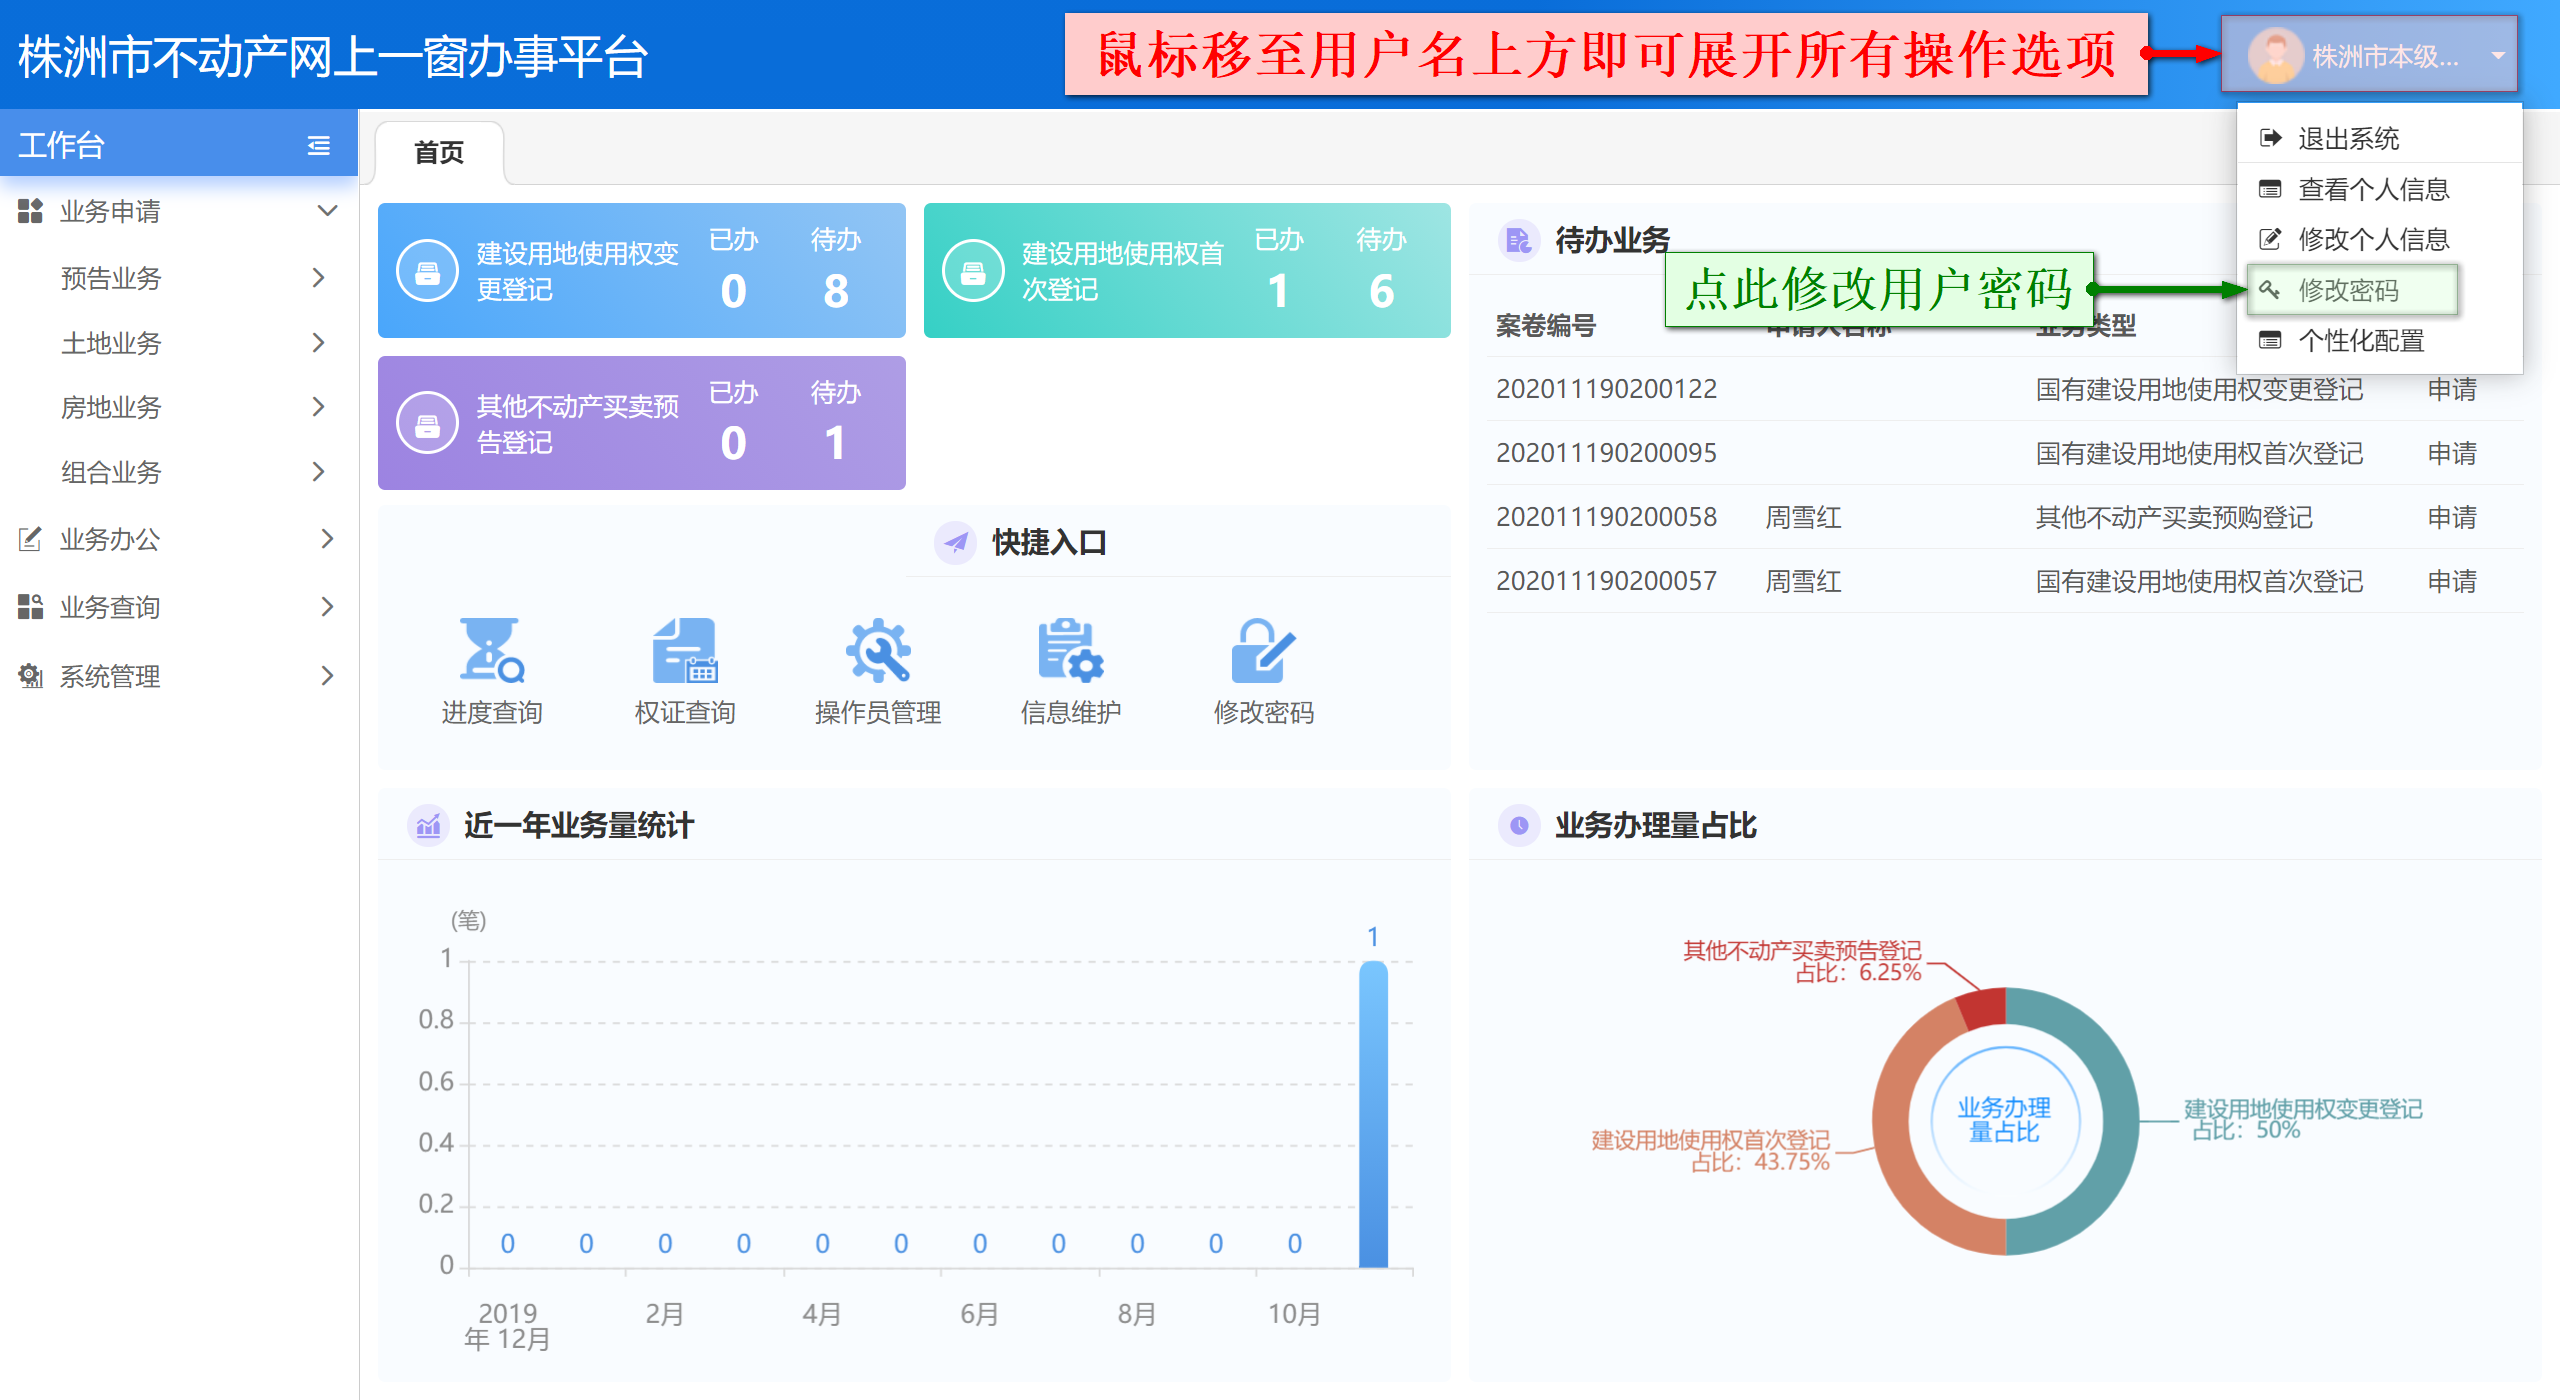 株洲市不动产网上一窗办事平台
鼠标移至用户名上方即可展开所有操作选项
株洲市本级...
退出系统
查看个人信息
修改个人信息
修改密码
个性化配置
点此修改用户密码
工作台
业务申请
预告业务
土地业务
房地业务
组合业务
业务办公
业务查询
系统管理
首页
建设用地使用权变
更登记
已办 待办
0 8
建设用地使用权首
次登记
已办 待办
1 6
其他不动产买卖预
告登记
已办 待办
0 1
快捷入口
进度查询 权证查询 操作员管理 信息维护 修改密码
待办业务
案卷编号 申请人名称 业务类型
202011190200122 国有建设用地使用权变更登记 申请
202011190200095 国有建设用地使用权首次登记 申请
202011190200058 周雪红 其他不动产买卖预购登记 申请
202011190200057 周雪红 国有建设用地使用权首次登记 申请
近一年业务量统计
(笔)
1
1
0.8
0.6
0.4
0.2
0
0 0 0 0 0 0 0 0 0 0 0
2019 2月 4月 6月 8月 10月
年 12月
业务办理量占比
其他不动产买卖预告登记
占比：6.25%
建设用地使用权变更登记
占比：50%
建设用地使用权首次登记
占比：43.75%
业务办理
量占比